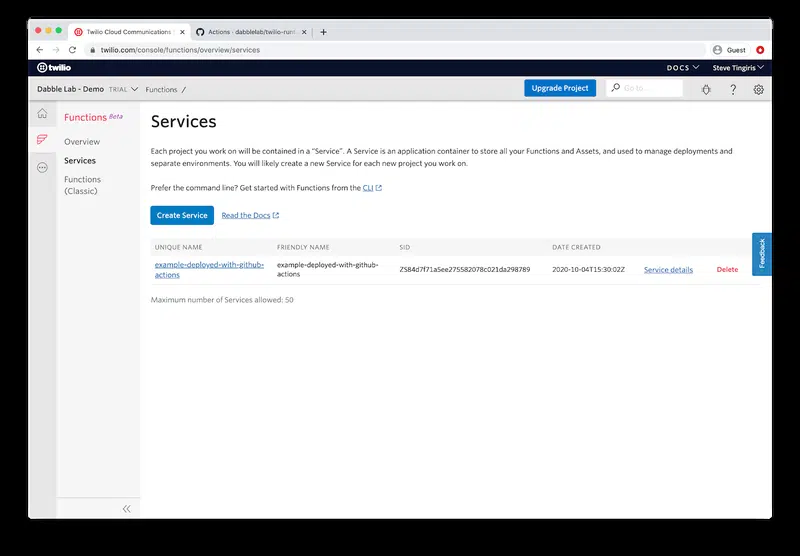 Twilio Cloud Communications
Actions · dabblelab/twilio-run-
twilio.com/console/functions/overview/services
Guest
twilio
DOCS
Steve Tingiris
Dabble Lab - Demo TRIAL
Functions /
Upgrade Project
Go to...
Functions Beta
Overview
Services
Functions
(Classic)
Services
Each project you work on will be contained in a "Service". A Service is an application container to store all your Functions and Assets, and used to manage deployments and
separate environments. You will likely create a new Service for each new project you work on.
Prefer the command line? Get started with Functions from the CLI
Create Service
Read the Docs
UNIQUE NAME FRIENDLY NAME SID DATE CREATED
example-deployed-with-github-
actions
example-deployed-with-github-
actions
ZS84d7f71a5ee275582078c021da298789
2020-10-04T15:30:02Z
Service details
Delete
Maximum number of Services allowed: 50
Feedback